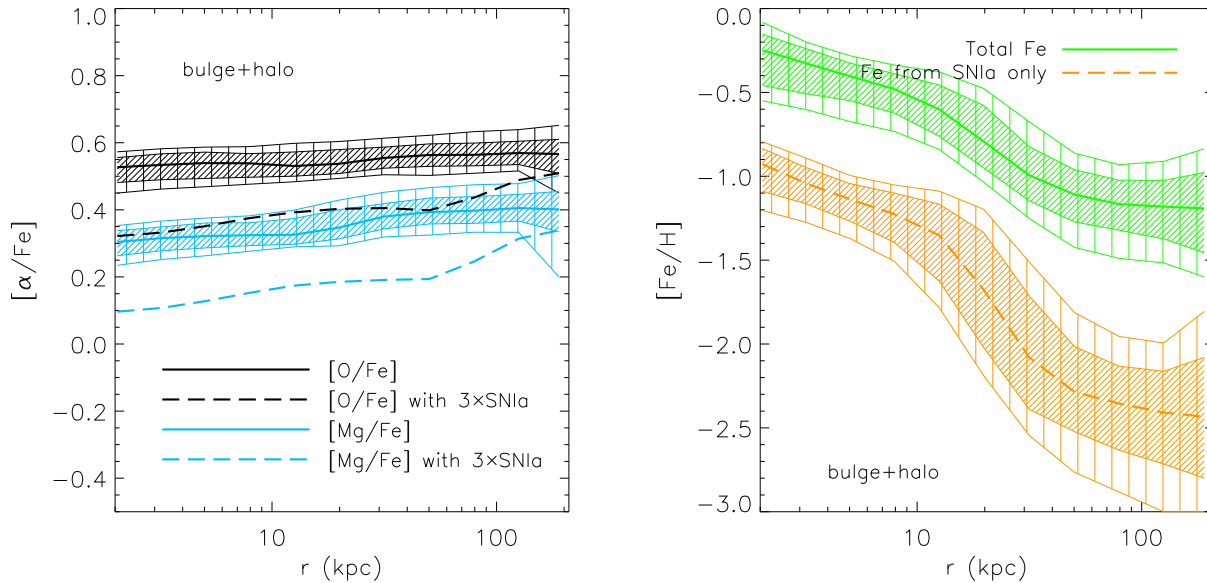 1.0
0.8
0.6
0.4
0.2
0.0
−0.2
−0.4
[α/Fe]
bulge+halo
[O/Fe]
[O/Fe] with 3×SNIa
[Mg/Fe]
[Mg/Fe] with 3×SNIa
10
100
r (kpc)
0.0
−0.5
−1.0
−1.5
−2.0
−2.5
−3.0
[Fe/H]
Total Fe
Fe from SNIa only
bulge+halo
10
100
r (kpc)